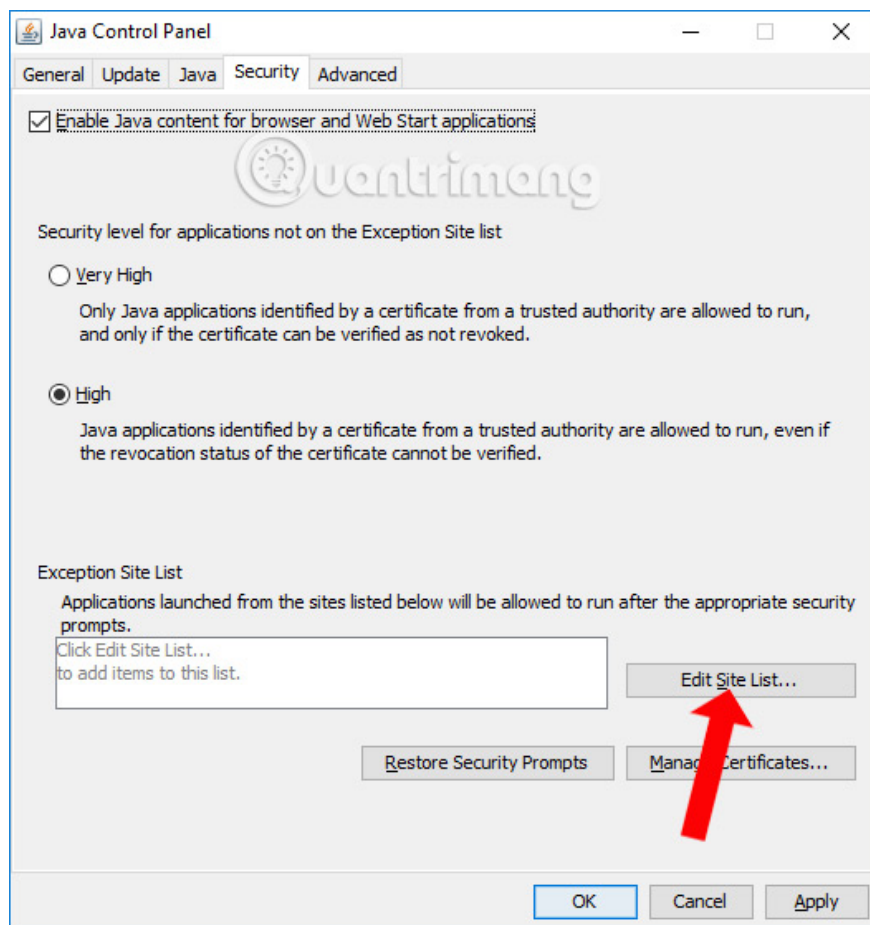 Java Control Panel
General Update Java Security Advanced
Enable Java content for browser and Web Start applications
Quantrimang
Security level for applications not on the Exception Site list
Very High
Only Java applications identified by a certificate from a trusted authority are allowed to run,
and only if the certificate can be verified as not revoked.
High
Java applications identified by a certificate from a trusted authority are allowed to run, even if
the revocation status of the certificate cannot be verified.
Exception Site List
Applications launched from the sites listed below will be allowed to run after the appropriate security
prompts.
Click Edit Site List...
to add items to this list.
Edit Site List...
Restore Security Prompts
Manage Certificates...
OK Cancel Apply